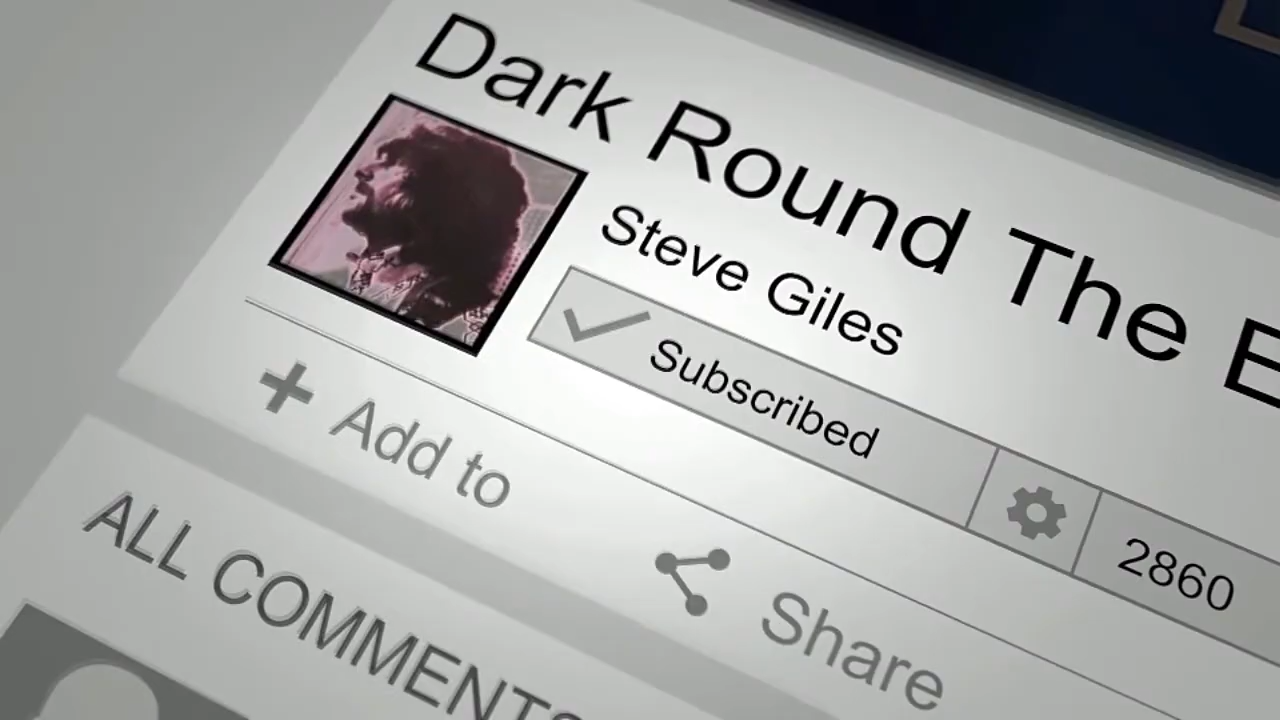 Dark Round The E
Steve Giles
Subscribed
2860
Add to
Share
ALL COMMENTS